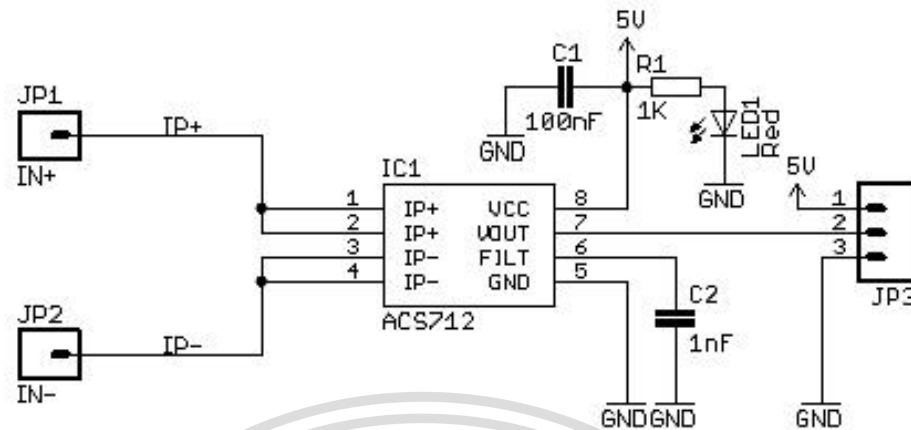 5V
C1
R1
100nF
1K
LED1
Red
GND
GND
JP1
IP+
IN+
IC1
5V
1 IP+ VCC 8
2 IP+ VOUT 7
3 IP- FILT 6
4 IP- GND 5
ACS712
1
2
3
JP3
C2
1nF
JP2
IP-
IN-
GND
GND
GND